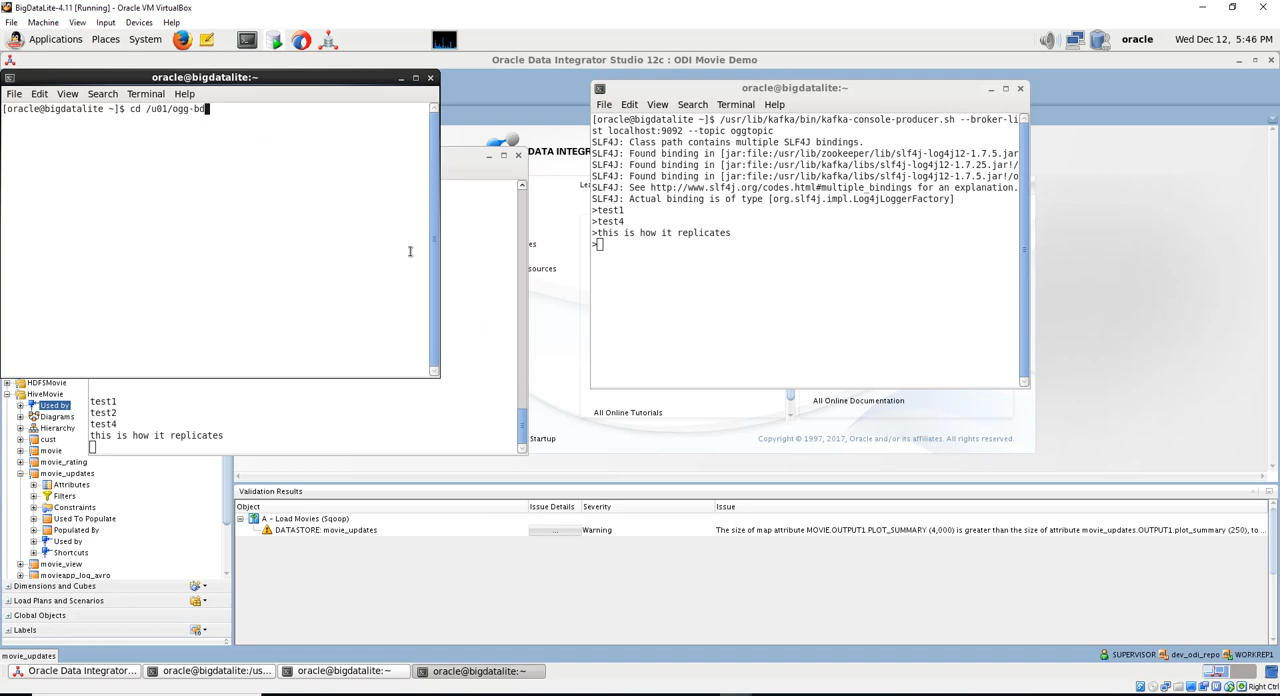 BigDataLite-4.11 [Running] - Oracle VM VirtualBox
File Machine View Input Devices Help
Applications Places System oracle Wed Dec 12, 5:46 PM
Oracle Data Integrator Studio 12c : ODI Movie Demo
oracle@bigdatalite:~
File Edit View Search Terminal Help
[oracle@bigdatalite ~]$ cd /u01/ogg-bd
oracle@bigdatalite:~
File Edit View Search Terminal Help
[oracle@bigdatalite ~]$ /usr/lib/kafka/bin/kafka-console-producer.sh --broker-li
st localhost:9092 --topic oggtopic
SLF4J: Class path contains multiple SLF4J bindings.
SLF4J: Found binding in [jar:file:/usr/lib/zookeeper/lib/slf4j-log4j12-1.7.5.jar
SLF4J: Found binding in [jar:file:/usr/lib/kafka/libs/slf4j-log4j12-1.7.25.jar!/
SLF4J: Found binding in [jar:file:/usr/lib/kafka/libs/slf4j-log4j12-1.7.5.jar!/o
SLF4J: See http://www.slf4j.org/codes.html#multiple_bindings for an explanation.
SLF4J: Actual binding is of type [org.slf4j.impl.Log4jLoggerFactory]
>test1
>test4
>this is how it replicates
>
DATA INTEGR
Lea
es
sources
All Online Tutorials
All Online Documentation
Startup
Copyright © 1997, 2017, Oracle and/or its affiliates. All rights reserved.
test1
test2
test4
this is how it replicates
HDFSMovie
HiveMovie
Used by
Diagrams
Hierarchy
cust
movie
movie_rating
movie_updates
Attributes
Filters
Constraints
Used To Populate
Populated By
Used by
Shortcuts
movie_view
movieapp_log_avro
Dimensions and Cubes
Load Plans and Scenarios
Global Objects
Labels
Validation Results
Object Issue Details Severity Issue
A - Load Movies (Sqoop)
DATASTORE: movie_updates ... Warning The size of map attribute MOVIE.OUTPUT1.PLOT_SUMMARY (4,000) is greater than the size of attribute movie_updates.OUTPUT1.plot_summary (250), to ...
movie_updates
SUPERVISOR dev_odi_repo WORKREP1
Oracle Data Integrator... oracle@bigdatalite:/us... oracle@bigdatalite:~ oracle@bigdatalite:~
Right Ctrl